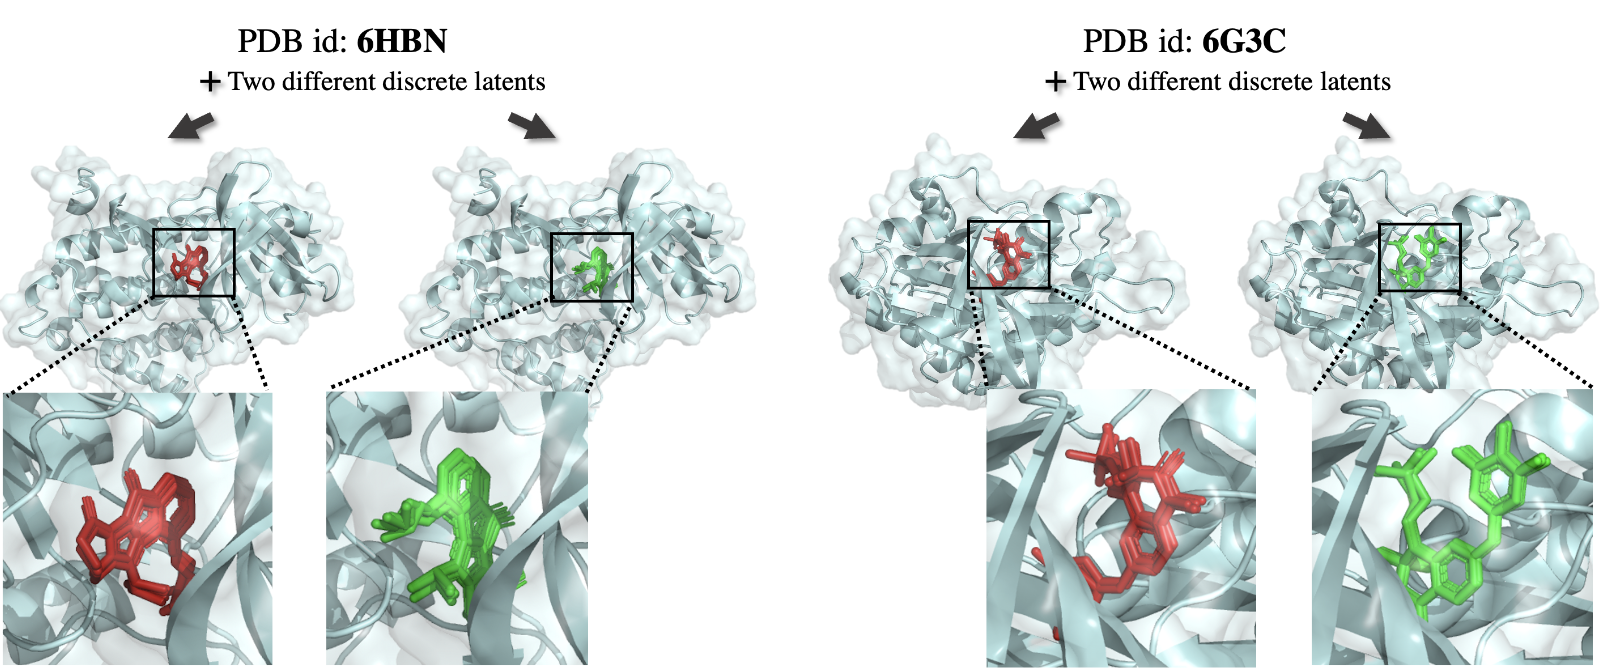 PDB id: 6HBN
+ Two different discrete latents
PDB id: 6G3C
+ Two different discrete latents